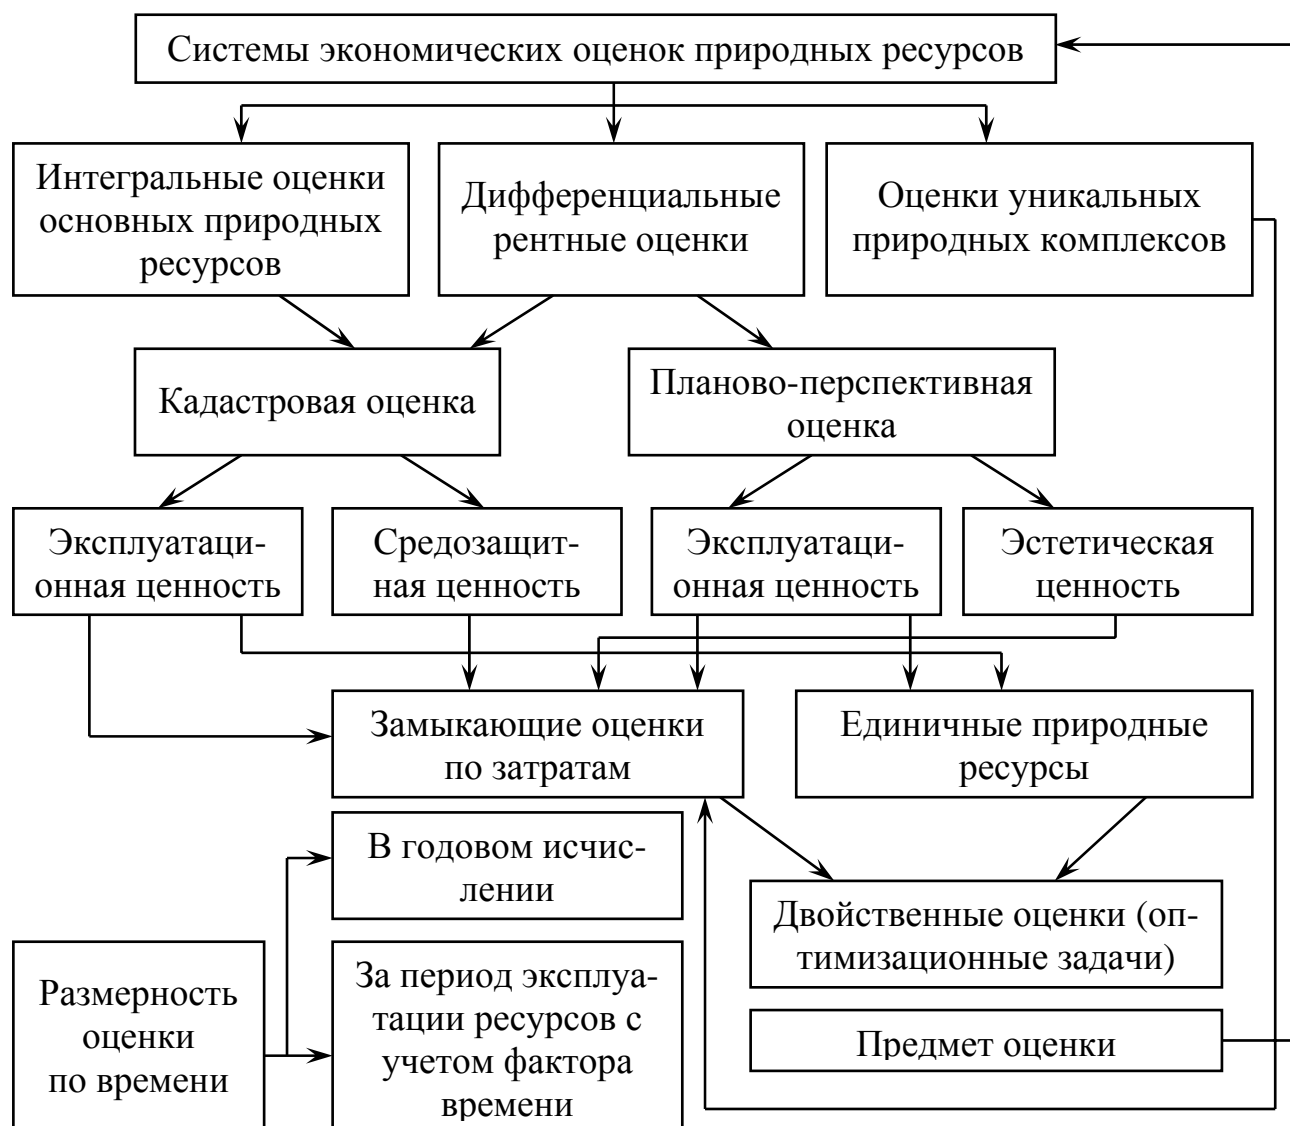 Системы экономических оценок природных ресурсов
Интегральные оценки
основных природных
ресурсов
Дифференциальные
рентные оценки
Оценки уникальных
природных комплексов
Кадастровая оценка
Планово-перспективная
оценка
Эксплуатаци-
онная ценность
Средозащит-
ная ценность
Эксплуатаци-
онная ценность
Эстетическая
ценность
Замыкающие оценки
по затратам
Единичные природные
ресурсы
В годовом исчис-
лении
Двойственные оценки (оп-
тимизационные задачи)
Размерность
оценки
по времени
За период эксплуа-
тации ресурсов с
учетом фактора
времени
Предмет оценки